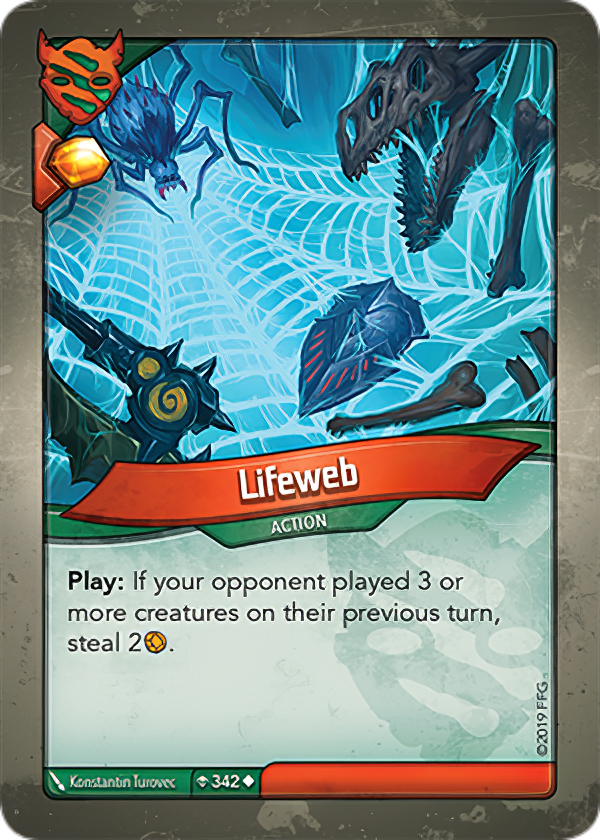 Lifeweb
ACTION
Play: If your opponent played 3 or
more creatures on their previous turn,
steal 2.
©2019 FFG
Konstantin Turovec 342